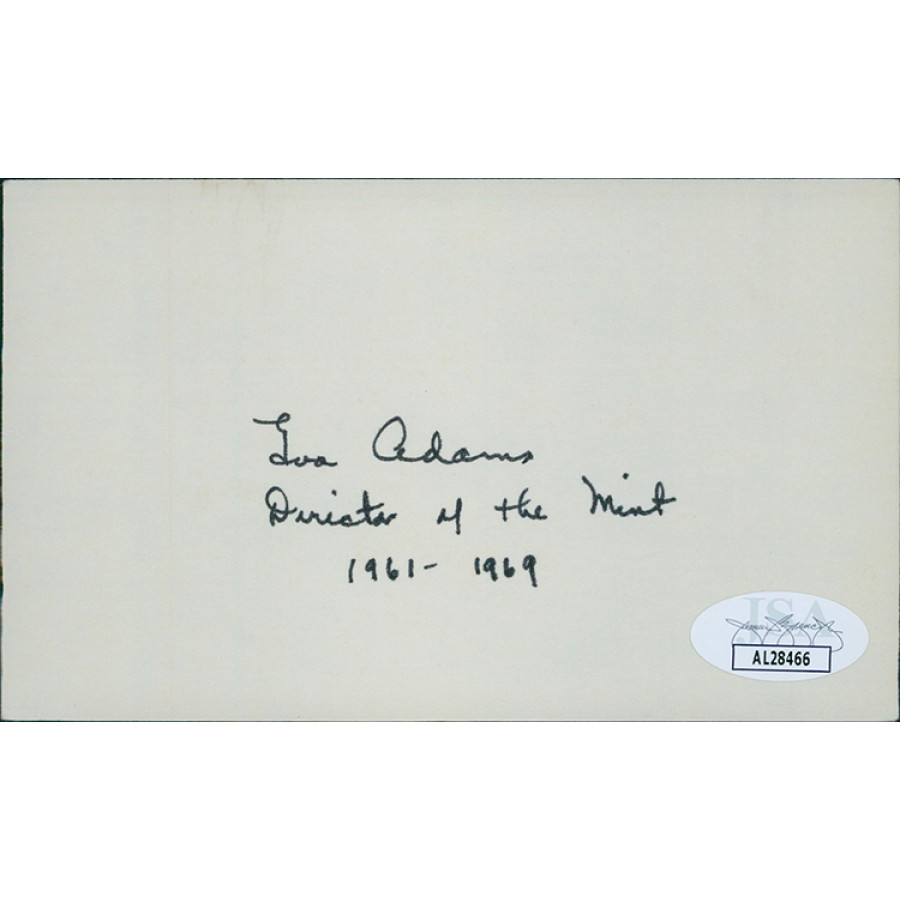 Eva Adams
Director of the Mint
1961- 1969
JSA
AL28466